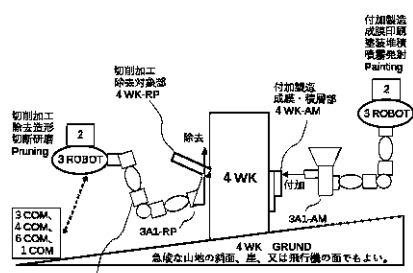 付加製造
成膜印刷
塗装堆積
噴霧発射
Painting
2
3 ROBOT
切削加工
除去対象部
4 WK-RP
付加製造
成膜・積層部
4 WK-AM
切削加工
除去造形
切断研磨
Pruning
2
3 ROBOT
除去
4 WK
付加
3A1-RP
3A1-AM
3 COM,
4 COM,
6 COM,
1 COM
4 WK GRUND
急峻な山地の斜面、崖、又は飛行機の面でもよい。